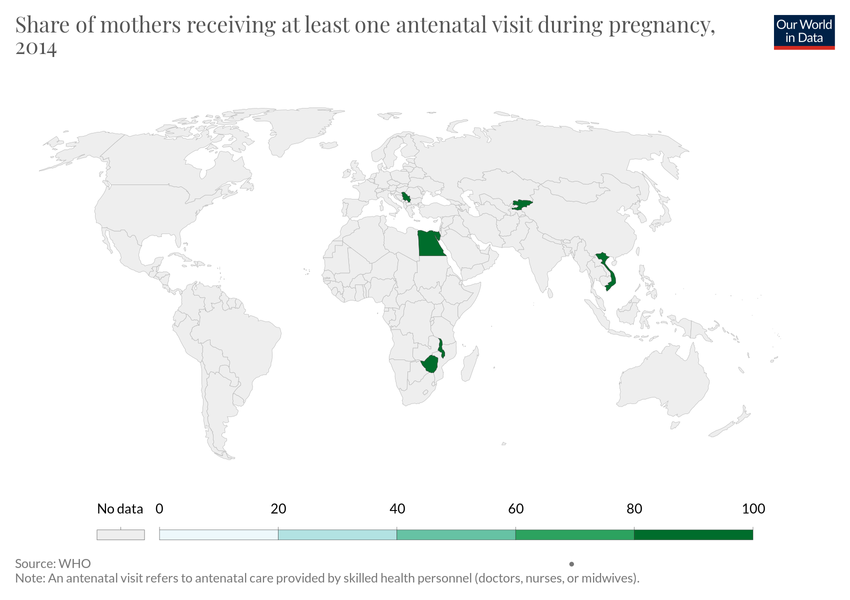 Share of mothers receiving at least one antenatal visit during pregnancy,
2014
Our World
in Data
No data 0 20 40 60 80 100
Source: WHO
Note: An antenatal visit refers to antenatal care provided by skilled health personnel (doctors, nurses, or midwives).